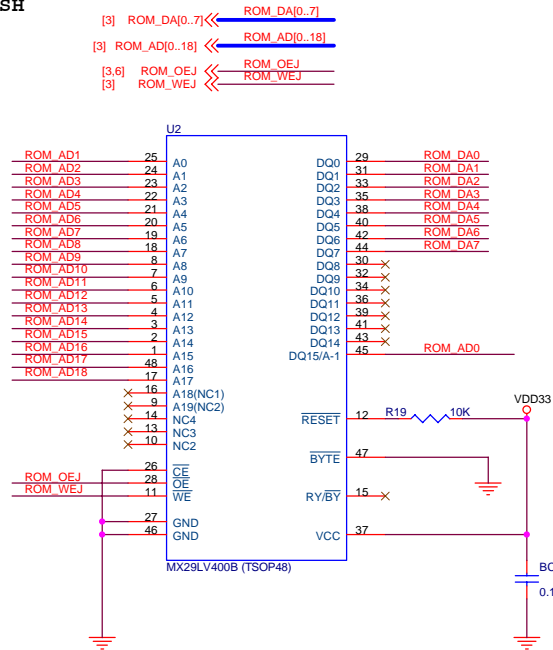 SH
[3] ROM_DA[0..7] ROM_DA[0..7]
[3] ROM_AD[0..18] ROM_AD[0..18]
[3,6] ROM_OEJ ROM_OEJ
[3] ROM_WEJ ROM_WEJ
U2
ROM_AD1 25 A0 DQ0 29 ROM_DA0
ROM_AD2 24 A1 DQ1 31 ROM_DA1
ROM_AD3 23 A2 DQ2 33 ROM_DA2
ROM_AD4 22 A3 DQ3 35 ROM_DA3
ROM_AD5 21 A4 DQ4 38 ROM_DA4
ROM_AD6 20 A5 DQ5 40 ROM_DA5
ROM_AD7 19 A6 DQ6 42 ROM_DA6
ROM_AD8 18 A7 DQ7 44 ROM_DA7
ROM_AD9 8 A8 DQ8 30
ROM_AD10 7 A9 DQ9 32
ROM_AD11 6 A10 DQ10 34
ROM_AD12 5 A11 DQ11 36
ROM_AD13 4 A12 DQ12 39
ROM_AD14 3 A13 DQ13 41
ROM_AD15 2 A14 DQ14 43
ROM_AD16 1 A15 DQ15/A-1 45 ROM_AD0
ROM_AD17 48 A16
ROM_AD18 17 A17
16 A18(NC1)
9 A19(NC2)
VDD33
14 NC4 RESET 12 R19 10K
13 NC3
10 NC2
BYTE 47
26 CE
ROM_OEJ 28 OE
ROM_WEJ 11 WE RY/BY 15
27 GND
46 GND VCC 37
MX29LV400B (TSOP48)
BC
0.1